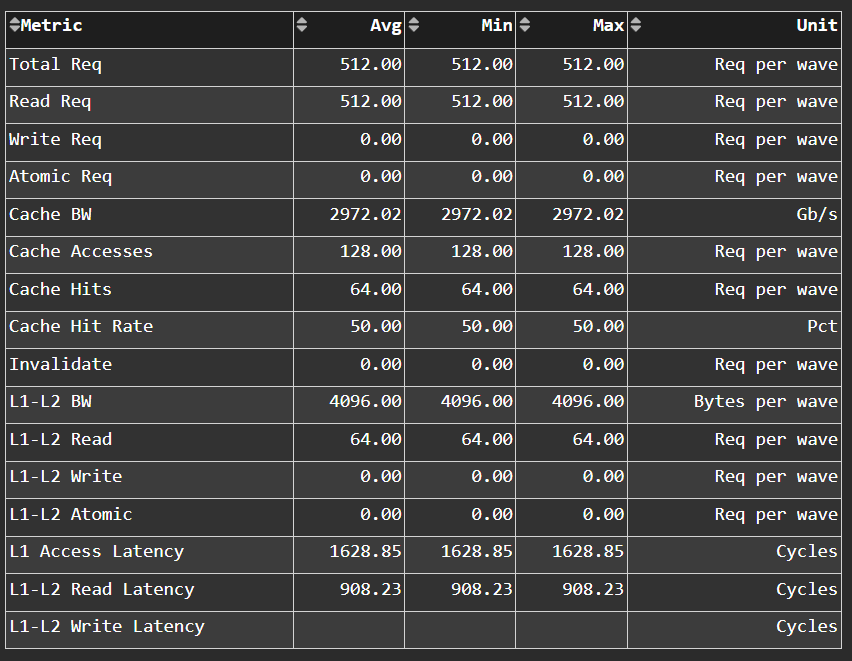 Metric Avg Min Max Unit
Total Req 512.00 512.00 512.00 Req per wave
Read Req 512.00 512.00 512.00 Req per wave
Write Req 0.00 0.00 0.00 Req per wave
Atomic Req 0.00 0.00 0.00 Req per wave
Cache BW 2972.02 2972.02 2972.02 Gb/s
Cache Accesses 128.00 128.00 128.00 Req per wave
Cache Hits 64.00 64.00 64.00 Req per wave
Cache Hit Rate 50.00 50.00 50.00 Pct
Invalidate 0.00 0.00 0.00 Req per wave
L1-L2 BW 4096.00 4096.00 4096.00 Bytes per wave
L1-L2 Read 64.00 64.00 64.00 Req per wave
L1-L2 Write 0.00 0.00 0.00 Req per wave
L1-L2 Atomic 0.00 0.00 0.00 Req per wave
L1 Access Latency 1628.85 1628.85 1628.85 Cycles
L1-L2 Read Latency 908.23 908.23 908.23 Cycles
L1-L2 Write Latency Cycles